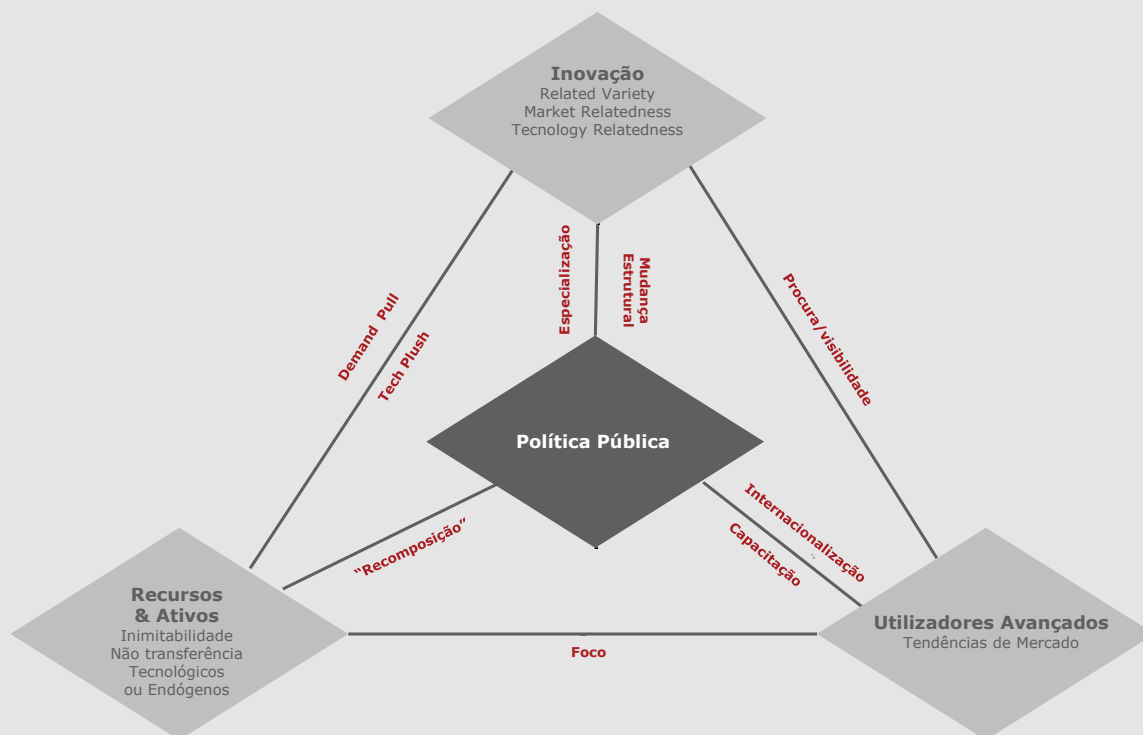 Inovação
Related Variety
Market Relatedness
Tecnology Relatedness
Especialização
Mudança
Estrutural
Demand Pull
Tech Plush
Procura/visibilidade
Política Pública
"Recomposição”
Internacionalização
Capacitação
Recursos
& Ativos
Inimitabilidade
Não transferência
Tecnológicos
ou Endógenos
Utilizadores Avançados
Tendências de Mercado
Foco